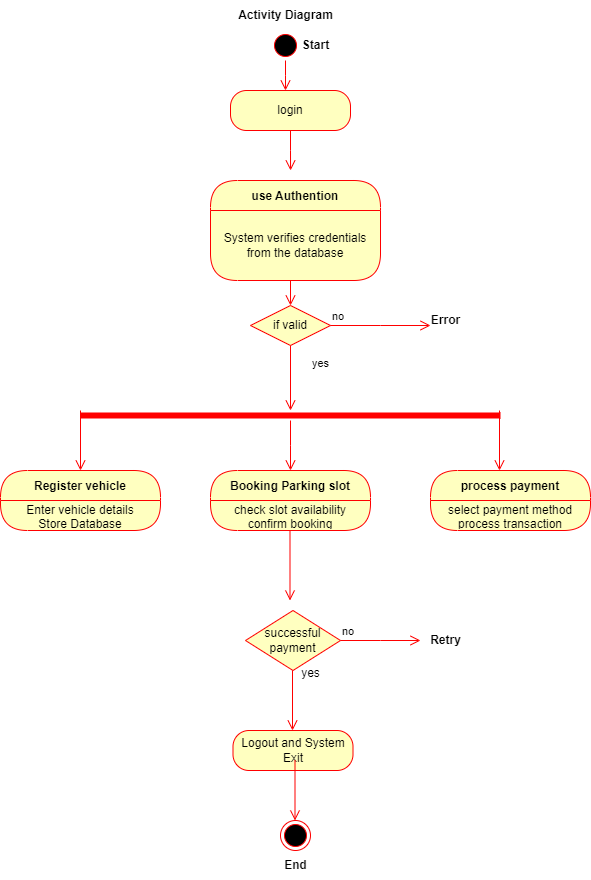 Activity Diagram
Start
login
use Authention
System verifies credentials
from the database
if valid
no
Error
yes
Register vehicle
Enter vehicle details
Store Database
Booking Parking slot
check slot availability
confirm booking
process payment
select payment method
process transaction
successful
payment
no
Retry
yes
Logout and System
Exit
End